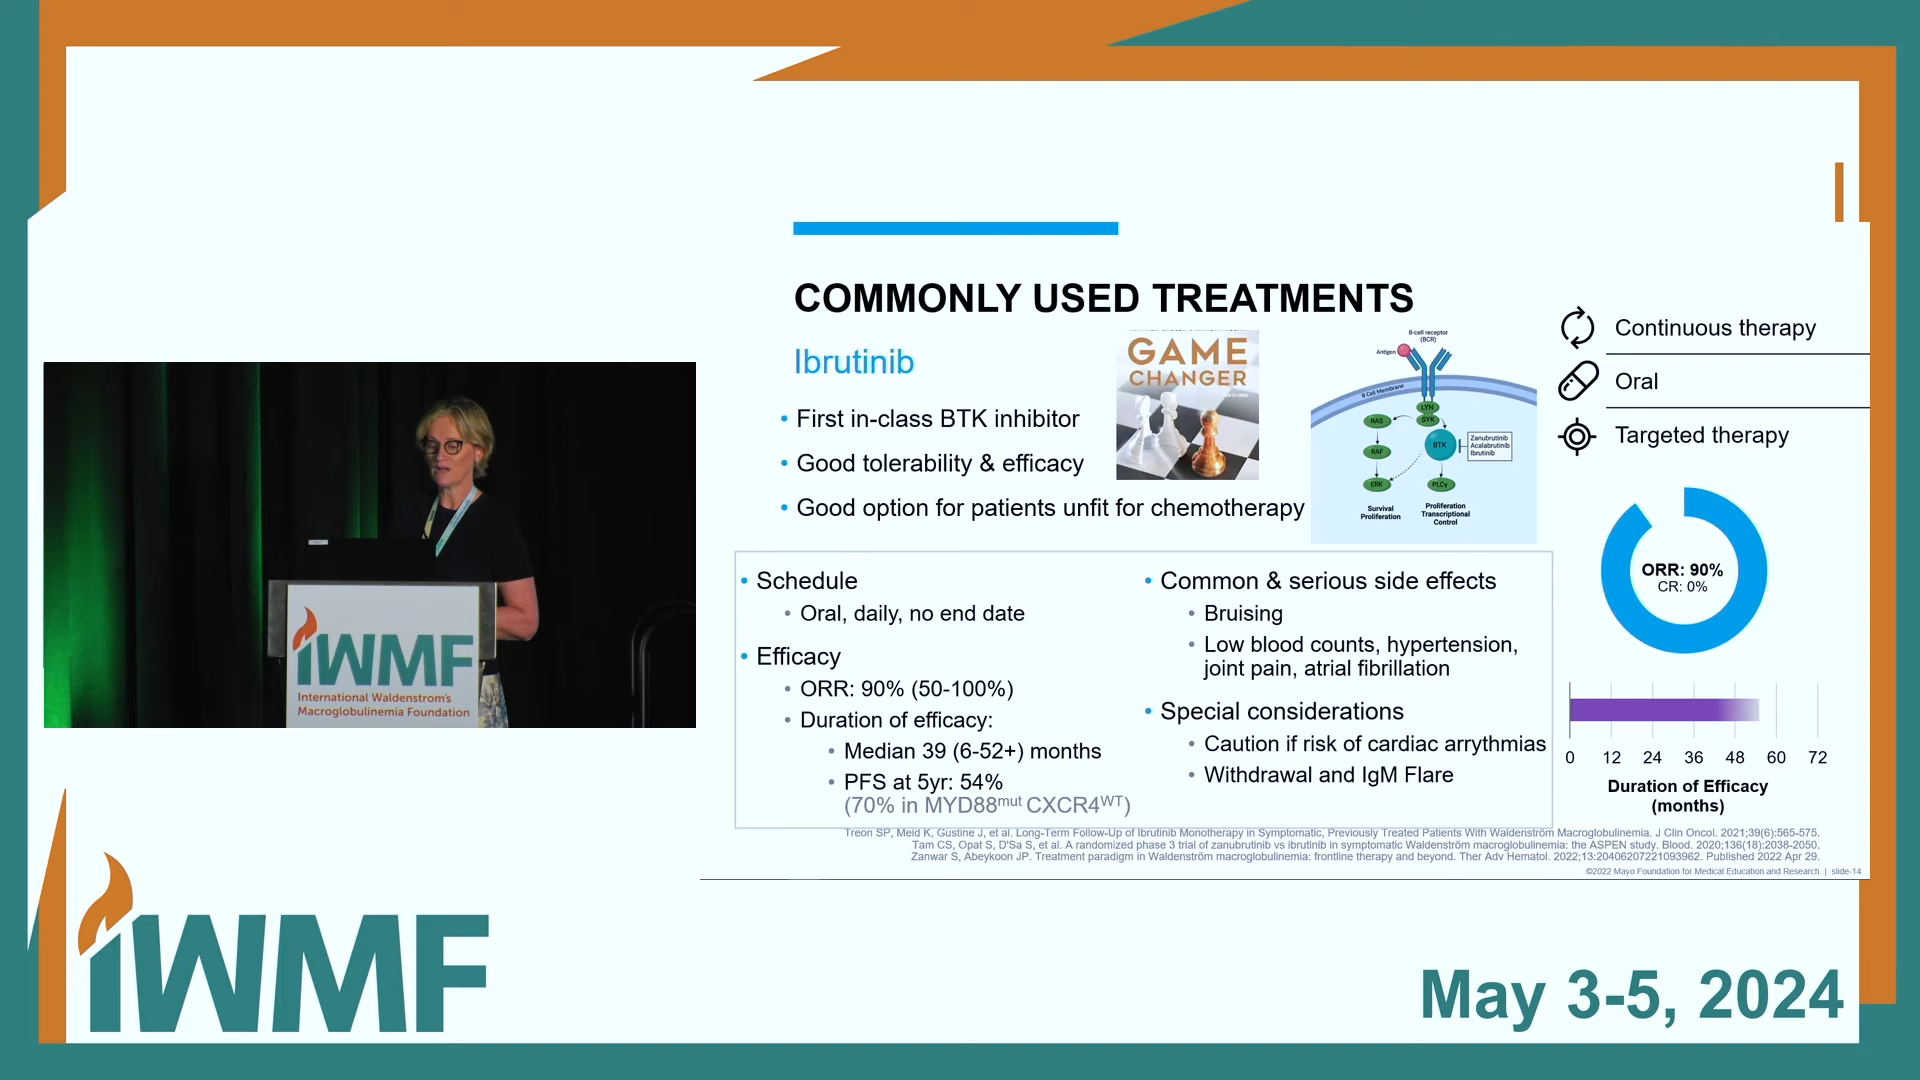 COMMONLY USED TREATMENTS
Ibrutinib
• First in-class BTK inhibitor
• Good tolerability & efficacy
• Good option for patients unfit for chemotherapy
GAME
CHANGER
B-cell receptor
(BCR)
Antigen
B Cell Membrane
LYN
SYK
RAS
RAF
ERK
BTK
PLCγ
Zanubrutinib
Acalabrutinib
Ibrutinib
Survival
Proliferation
Proliferation
Transcriptional
Control
Continuous therapy
Oral
Targeted therapy
ORR: 90%
CR: 0%
0 12 24 36 48 60 72
Duration of Efficacy
(months)
• Schedule
• Oral, daily, no end date
• Efficacy
• ORR: 90% (50-100%)
• Duration of efficacy:
• Median 39 (6-52+) months
• PFS at 5yr: 54%
(70% in MYD88mut CXCR4WT)
• Common & serious side effects
• Bruising
• Low blood counts, hypertension,
joint pain, atrial fibrillation
• Special considerations
• Caution if risk of cardiac arrythmias
• Withdrawal and IgM Flare
Treon SP, Meid K, Gustine J, et al. Long-Term Follow-Up of Ibrutinib Monotherapy in Symptomatic, Previously Treated Patients With Waldenström Macroglobulinemia. J Clin Oncol. 2021;39(6):565-575.
Tam CS, Opat S, D'Sa S, et al. A randomized phase 3 trial of zanubrutinib vs ibrutinib in symptomatic Waldenström macroglobulinemia: the ASPEN study. Blood. 2020;136(18):2038-2050.
Zanwar S, Abeykoon JP. Treatment paradigm in Waldenström macroglobulinemia: frontline therapy and beyond. Ther Adv Hematol. 2022;13:20406207221093962. Published 2022 Apr 29.
©2022 Mayo Foundation for Medical Education and Research | slide-14
iWMF
International Waldenstrom's
Macroglobulinemia Foundation
iWMF
May 3-5, 2024